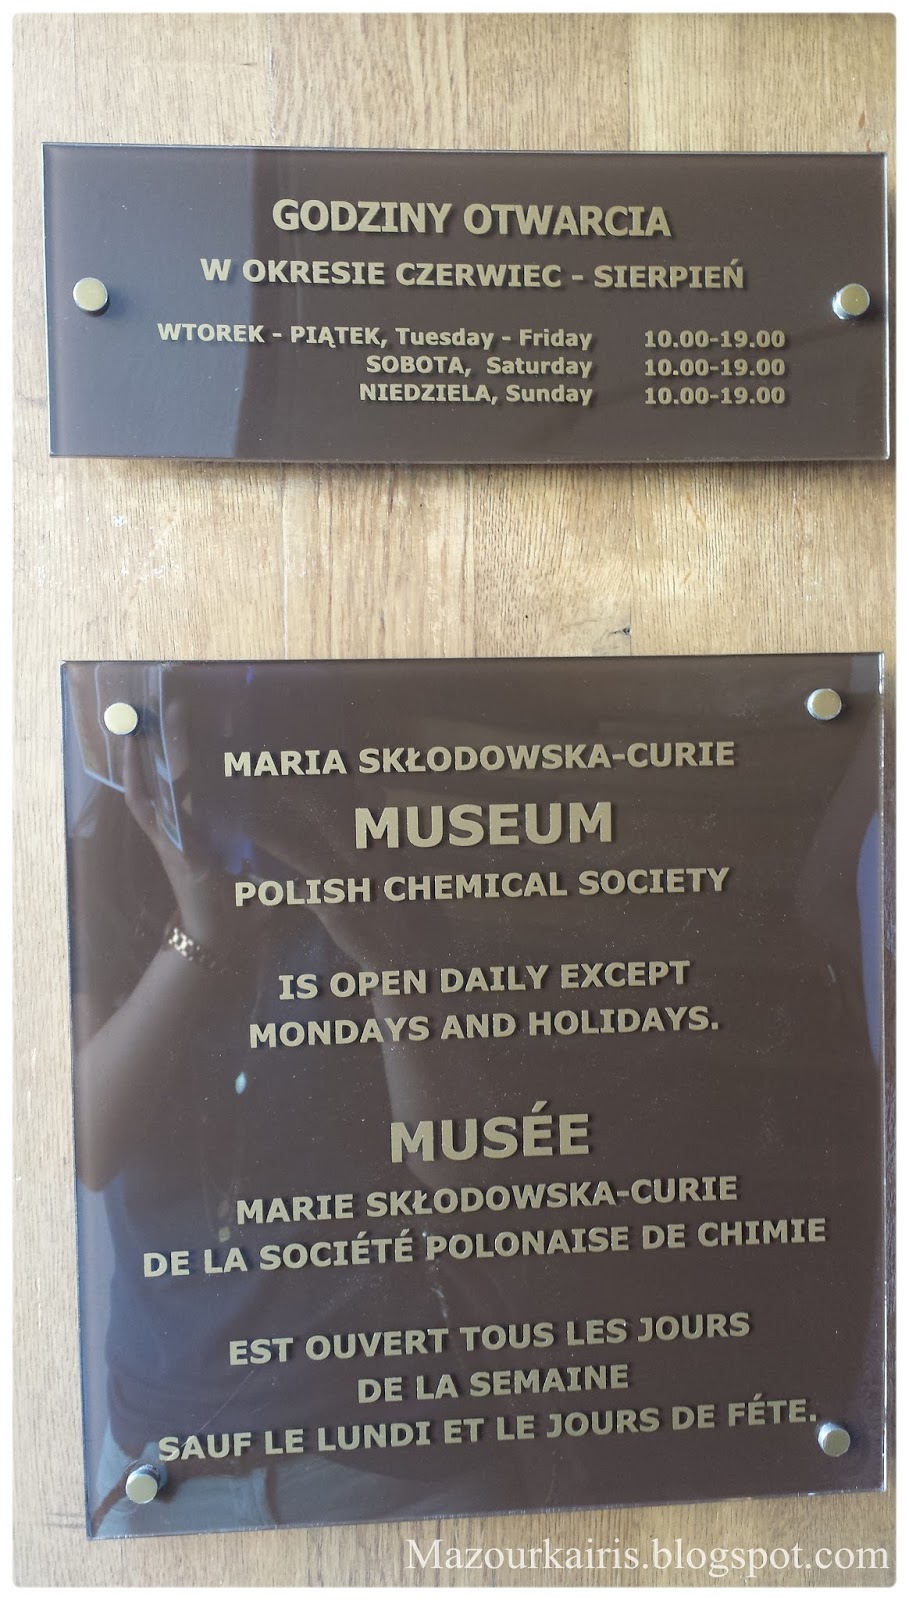 GODZINY OTWARCIA
W OKRESIE CZERWIEC - SIERPIEŃ
WTOREK - PIĄTEK, Tuesday - Friday 10.00-19.00
SOBOTA, Saturday 10.00-19.00
NIEDZIELA, Sunday 10.00-19.00
MARIA SKŁODOWSKA-CURIE
MUSEUM
POLISH CHEMICAL SOCIETY
IS OPEN DAILY EXCEPT
MONDAYS AND HOLIDAYS.
MUSÉE
MARIE SKŁODOWSKA-CURIE
DE LA SOCIÉTÉ POLONAISE DE CHIMIE
EST OUVERT TOUS LES JOURS
DE LA SEMAINE
SAUF LE LUNDI ET LE JOURS DE FÉTE.
Mazourkairis.blogspot.com